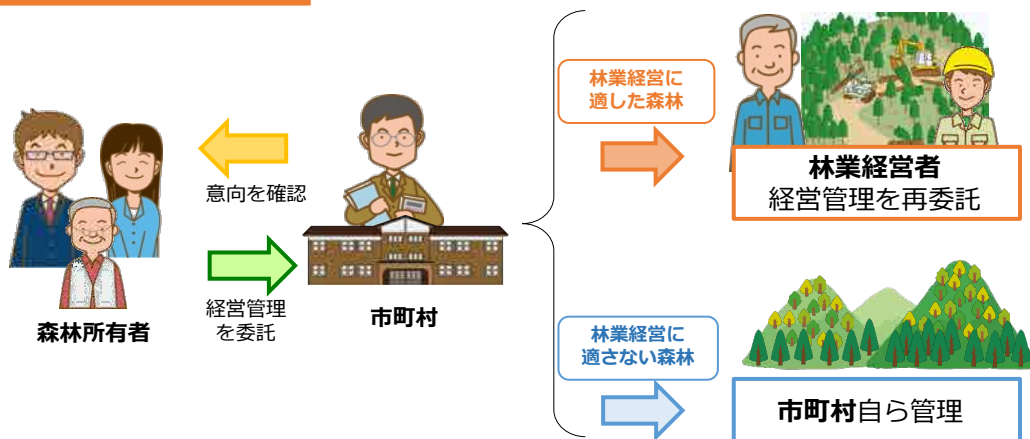 意向を確認
経営管理
を委託
森林所有者
市町村
林業経営に
適した森林
林業経営者
経営管理を再委託
林業経営に
適さない森林
市町村自ら管理